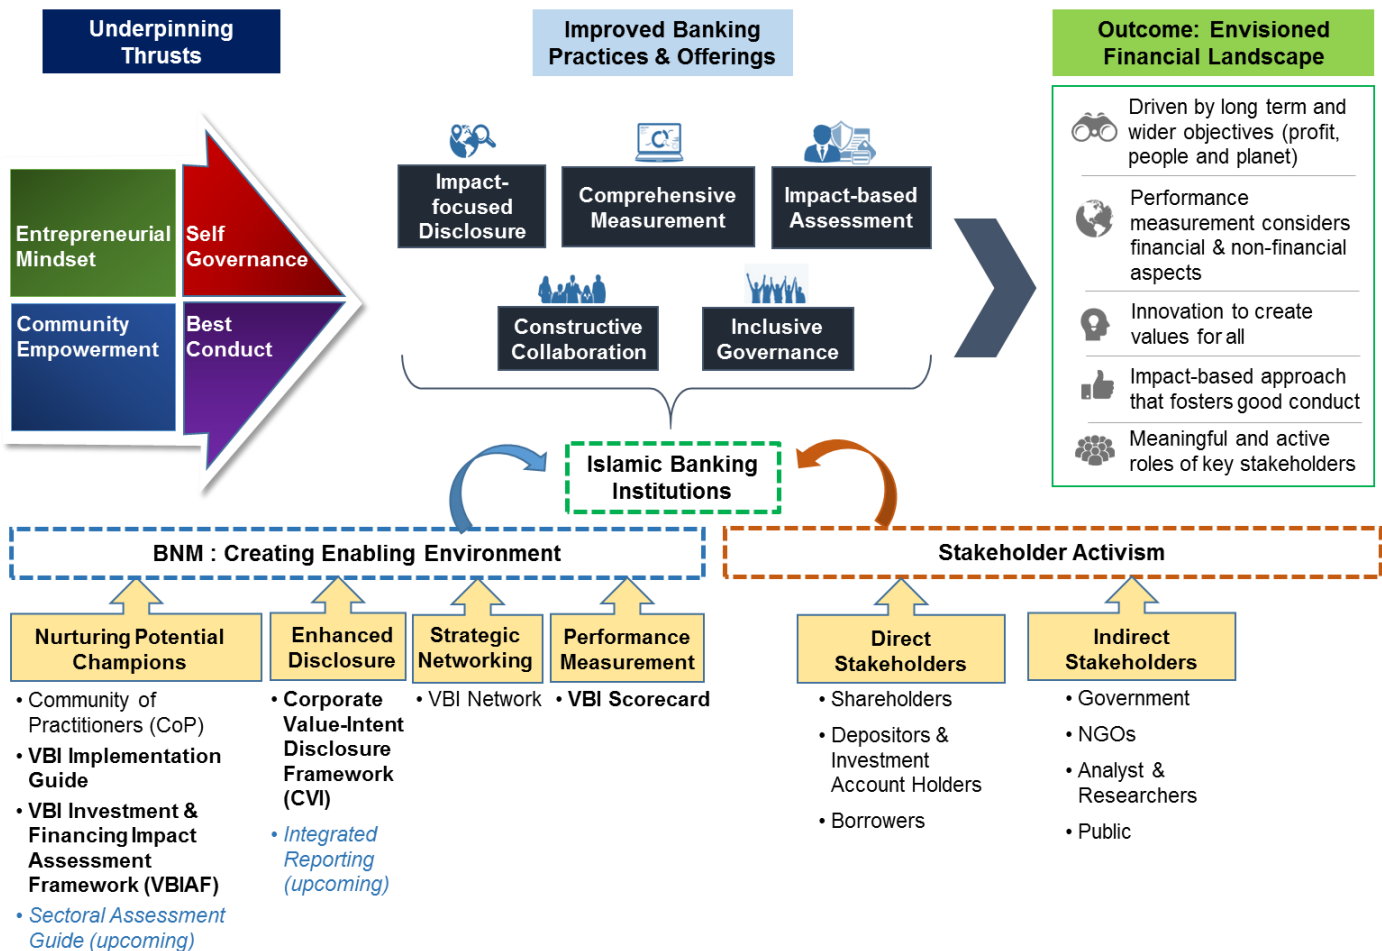 Underpinning
Thrusts
Improved Banking
Practices & Offerings
Outcome: Envisioned
Financial Landscape
Entrepreneurial
Mindset
Self
Governance
Community
Empowerment
Best
Conduct
Impact-
focused
Disclosure
Comprehensive
Measurement
Impact-based
Assessment
Constructive
Collaboration
Inclusive
Governance
Driven by long term and
wider objectives (profit,
people and planet)
Performance
measurement considers
financial & non-financial
aspects
Innovation to create
values for all
Impact-based approach
that fosters good conduct
Meaningful and active
roles of key stakeholders
Islamic Banking
Institutions
BNM : Creating Enabling Environment
Stakeholder Activism
Nurturing Potential
Champions
• Community of
Practitioners (CoP)
• VBI Implementation
Guide
• VBI Investment &
Financing Impact
Assessment
Framework (VBIAF)
• Sectoral Assessment
Guide (upcoming)
Enhanced
Disclosure
• Corporate
Value-Intent
Disclosure
Framework
(CVI)
• Integrated
Reporting
(upcoming)
Strategic
Networking
• VBI Network
Performance
Measurement
• VBI Scorecard
Direct
Stakeholders
• Shareholders
• Depositors &
Investment
Account Holders
• Borrowers
Indirect
Stakeholders
• Government
• NGOs
• Analyst &
Researchers
• Public